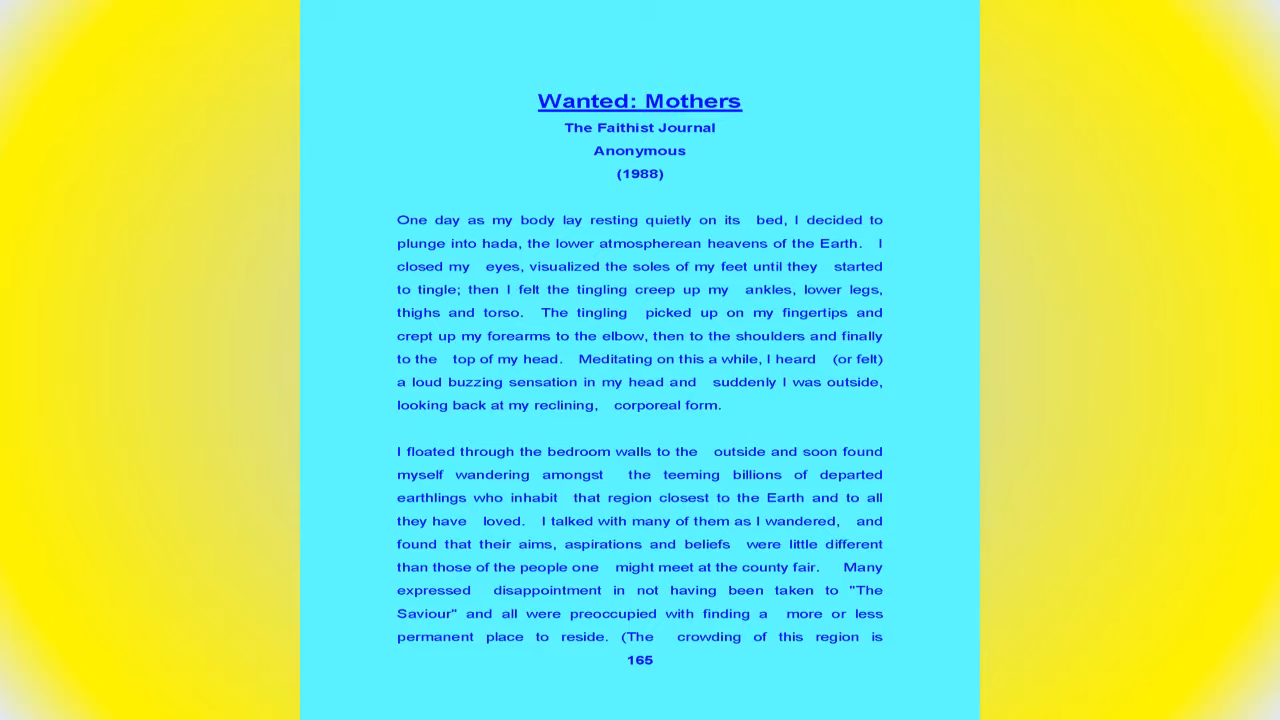 Wanted: Mothers
The Faithist Journal
Anonymous
(1988)
One day as my body lay resting quietly on its bed, I decided to
plunge into hada, the lower atmospherean heavens of the Earth. I
closed my eyes, visualized the soles of my feet until they started
to tingle; then I felt the tingling creep up my ankles, lower legs,
thighs and torso. The tingling picked up on my fingertips and
crept up my forearms to the elbow, then to the shoulders and finally
to the top of my head. Meditating on this a while, I heard (or felt)
a loud buzzing sensation in my head and suddenly I was outside,
looking back at my reclining, corporeal form.
I floated through the bedroom walls to the outside and soon found
myself wandering amongst the teeming billions of departed
earthlings who inhabit that region closest to the Earth and to all
they have loved. I talked with many of them as I wandered, and
found that their aims, aspirations and beliefs were little different
than those of the people one might meet at the county fair. Many
expressed disappointment in not having been taken to "The
Saviour" and all were preoccupied with finding a more or less
permanent place to reside. (The crowding of this region is
165